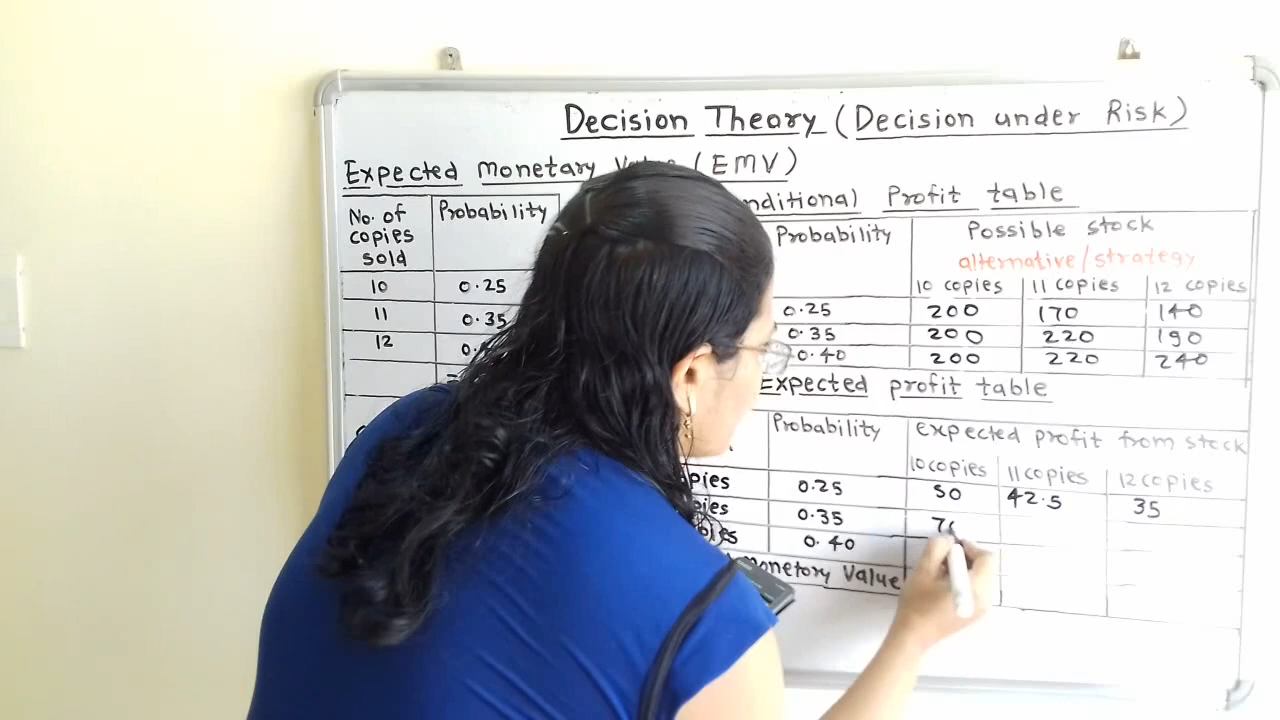 Decision Theory (Decision under Risk)
Expected Monetary (EMV)
Profit table
No. of copies sold Probability
Probability Possible stock
alternative/strategy
10 copies 11 copies 12 copies
10 0.25
0.25 200 170 140
11 0.35
0.35 200 220 190
12
0.40 200 220 240
Expected profit table
Probability Expected profit from stock
10 copies 11 copies 12 copies
0.25 50 42.5 35
0.35
0.40
monetory Value